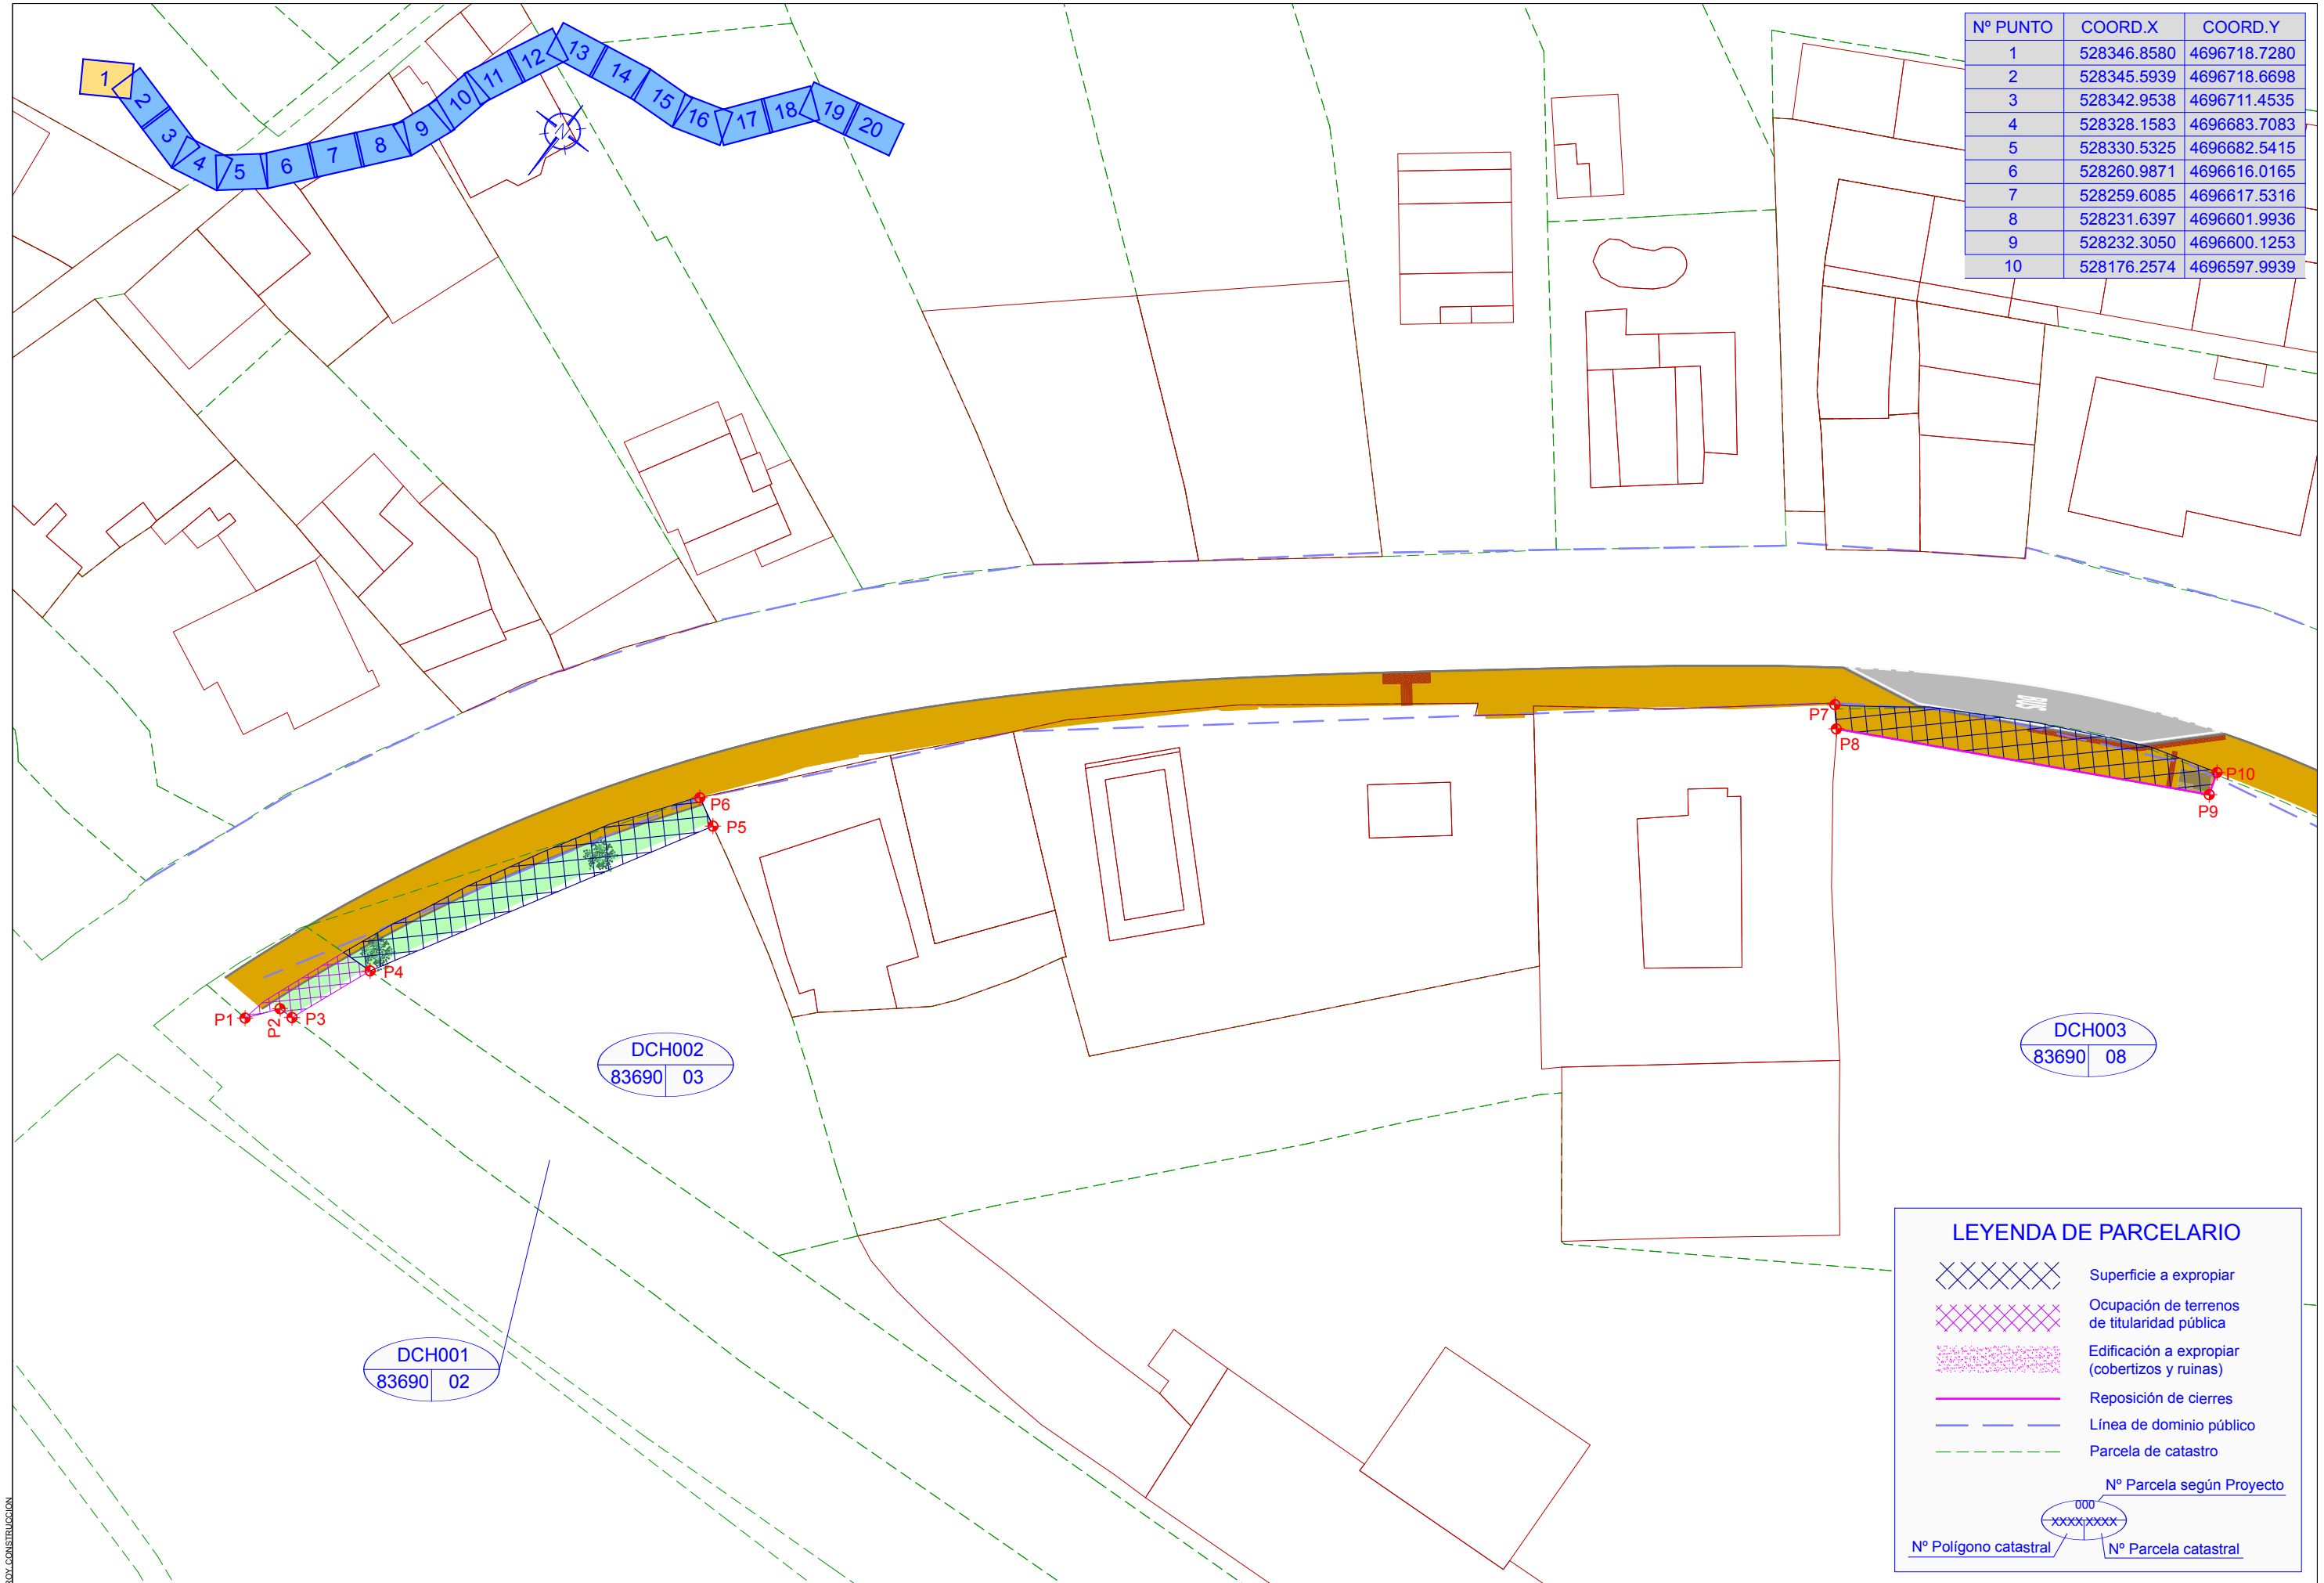 1
2
3
4
5
6
7
8
9
10
11
12
13
14
15
16
17
18
19
20
N
Nº PUNTO COORD.X COORD.Y
1 528346.8580 4696718.7280
2 528345.5939 4696718.6698
3 528342.9538 4696711.4535
4 528328.1583 4696683.7083
5 528330.5325 4696682.5415
6 528260.9871 4696616.0165
7 528259.6085 4696617.5316
8 528231.6397 4696601.9936
9 528232.3050 4696600.1253
10 528176.2574 4696597.9939
BUS
P7
P8
P10
P9
P6
P5
P4
P1
P2
P3
DCH002
83690 03
DCH003
83690 08
DCH001
83690 02
LEYENDA DE PARCELARIO
Superficie a expropiar
Ocupación de terrenos
de titularidad pública
Edificación a expropiar
(cobertizos y ruinas)
Reposición de cierres
Línea de dominio público
Parcela de catastro
Nº Parcela según Proyecto
000
XXXX XXXX
Nº Polígono catastral
Nº Parcela catastral
CONSTRUCCION